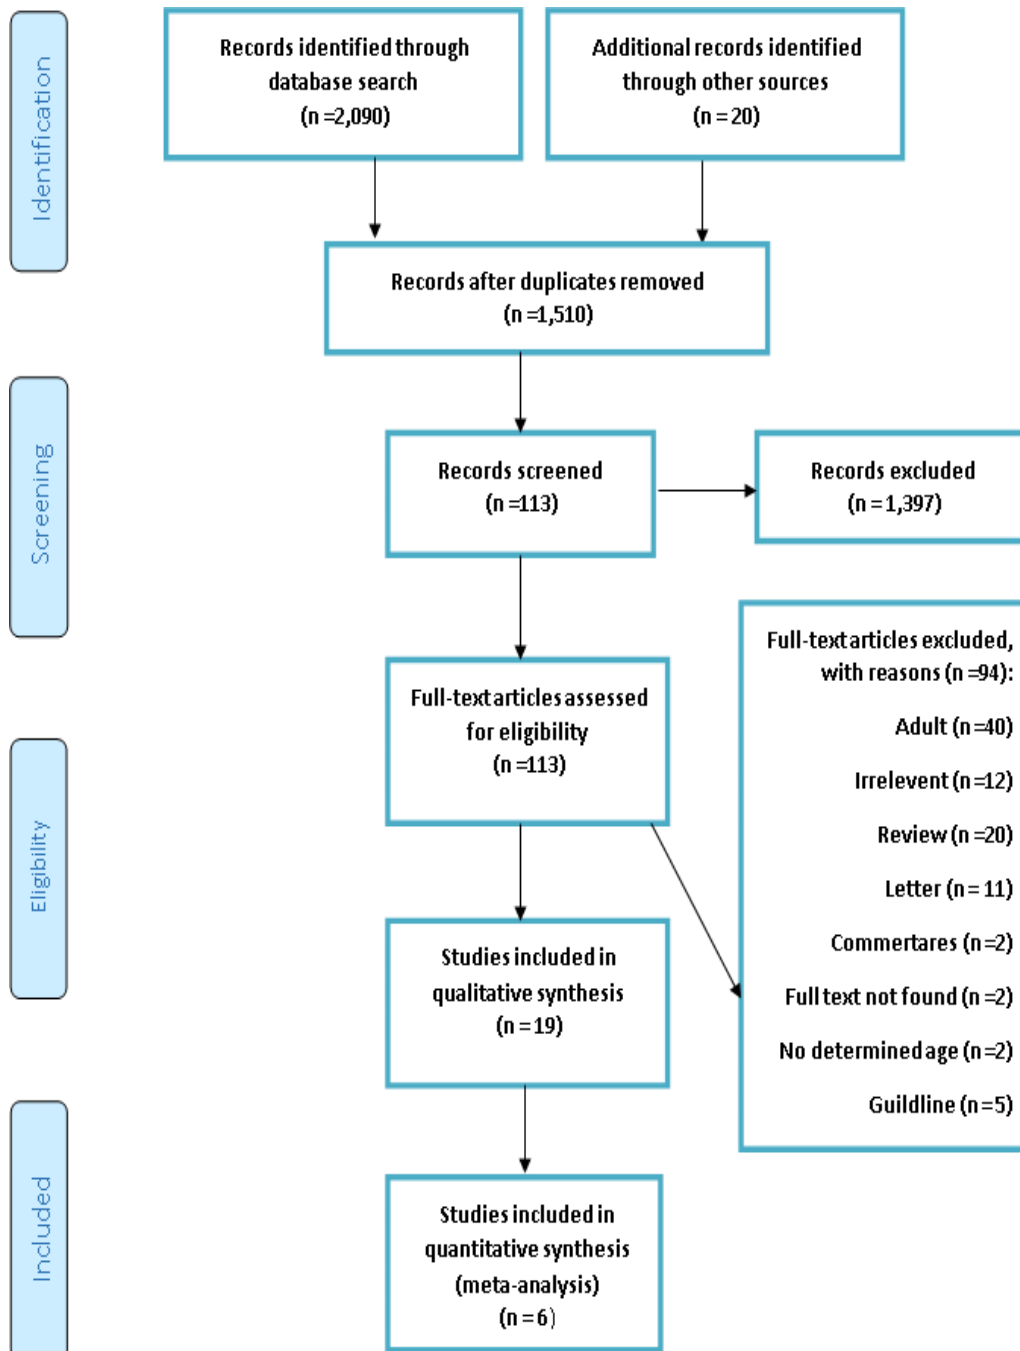 Identification
Records identified through
database search
(n =2,090)
Additional records identified
through other sources
(n = 20)
Records after duplicates removed
(n =1,510)
Screening
Records screened
(n =113)
Records excluded
(n = 1,397)
Eligibility
Full-text articles assessed
for eligibility
(n =113)
Full-text articles excluded,
with reasons (n =94):
Adult (n =40)
Irrelevent (n =12)
Review (n =20)
Letter (n = 11)
Commertares (n =2)
Full text not found (n =2)
No determined age (n =2)
Guildline (n =5)
Studies included in
qualitative synthesis
(n = 19)
Included
Studies included in
quantitative synthesis
(meta-analysis)
(n = 6)